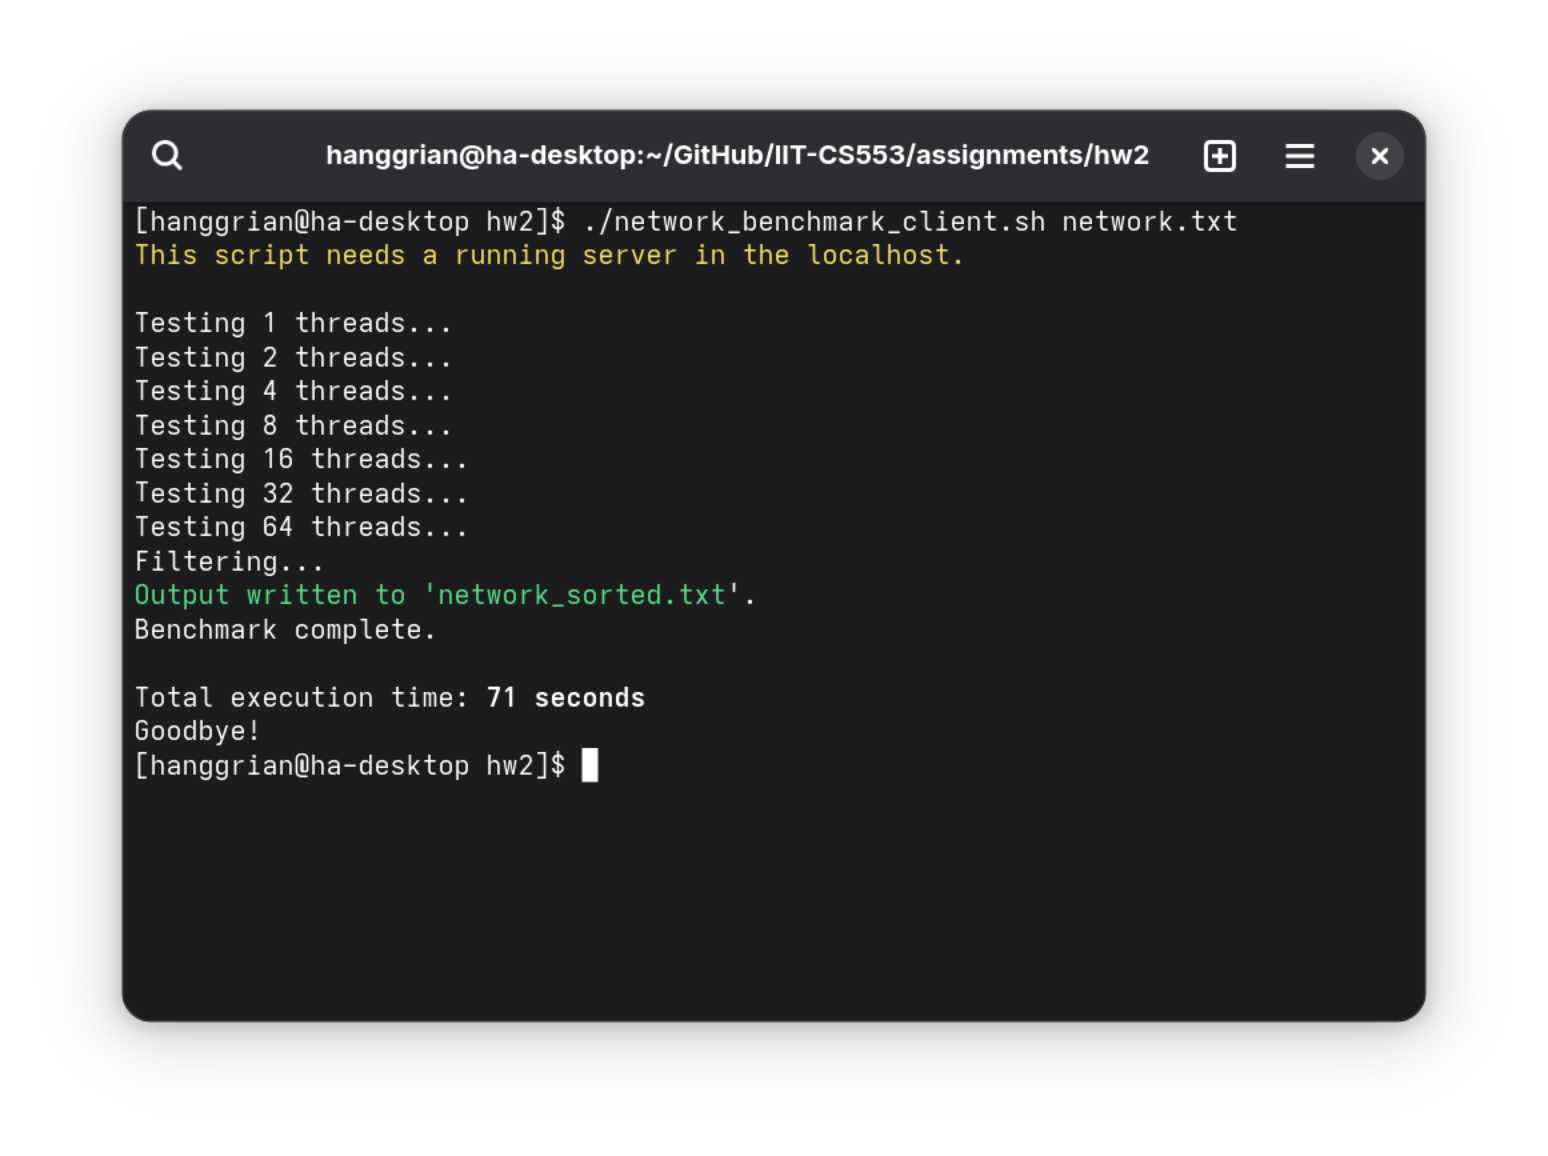 hanggrian@ha-desktop:~/GitHub/IIT-CS553/assignments/hw2
[hanggrian@ha-desktop hw2]$ ./network_benchmark_client.sh network.txt
This script needs a running server in the localhost.
Testing 1 threads...
Testing 2 threads...
Testing 4 threads...
Testing 8 threads...
Testing 16 threads...
Testing 32 threads...
Testing 64 threads...
Filtering...
Output written to 'network_sorted.txt'.
Benchmark complete.
Total execution time: 71 seconds
Goodbye!
[hanggrian@ha-desktop hw2]$